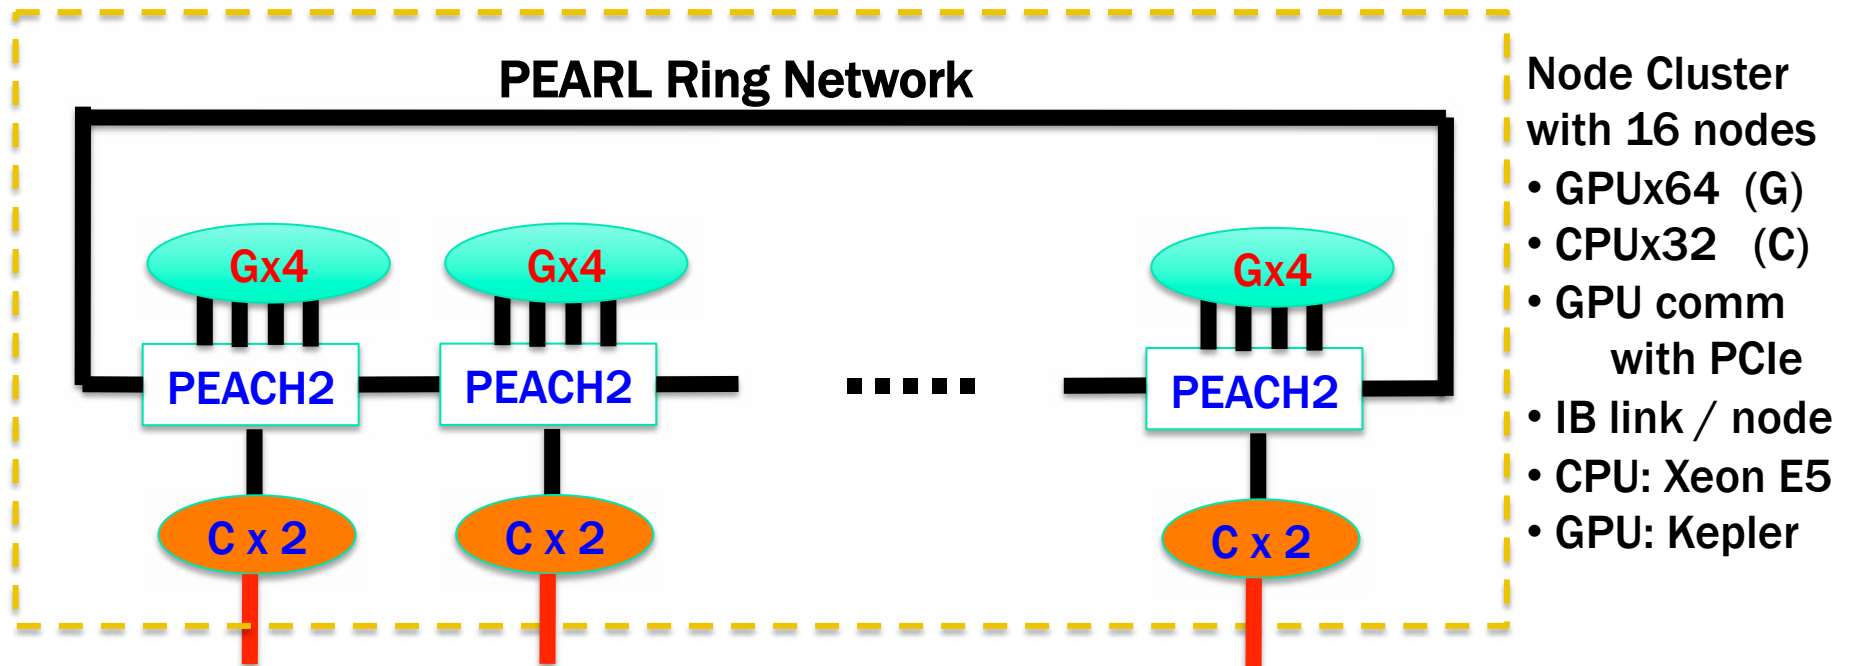 PEARL Ring Network
Gx4
Gx4
Gx4
PEACH2
PEACH2
PEACH2
C x 2
C x 2
C x 2
Node Cluster
with 16 nodes
• GPUx64 (G)
• CPUx32 (C)
• GPU comm
with PCIe
• IB link / node
• CPU: Xeon E5
• GPU: Kepler